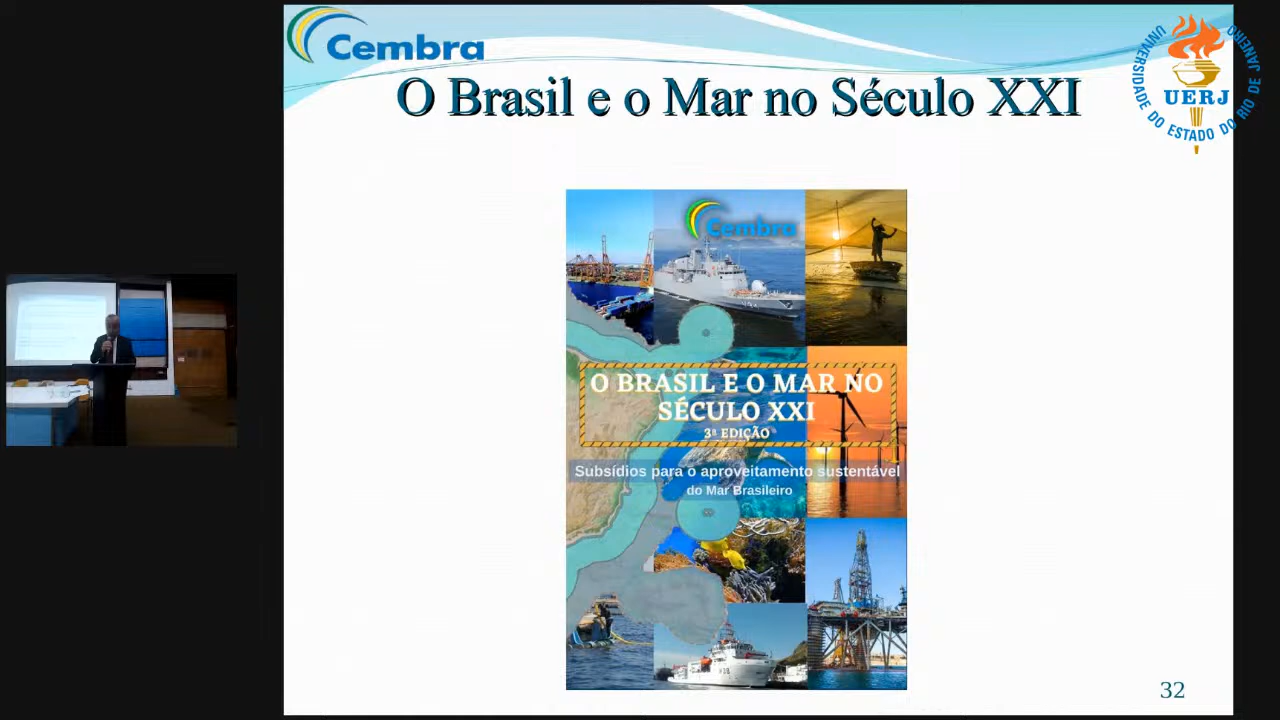 Cembra
O Brasil e o Mar no Século XXI
UNIVERSIDADE DO ESTADO DO RIO DE JANEIRO
UERJ
Cembra
O BRASIL E O MAR NO
SÉCULO XXI
3ª EDIÇÃO
Subsídios para o aproveitamento sustentável
do Mar Brasileiro
32